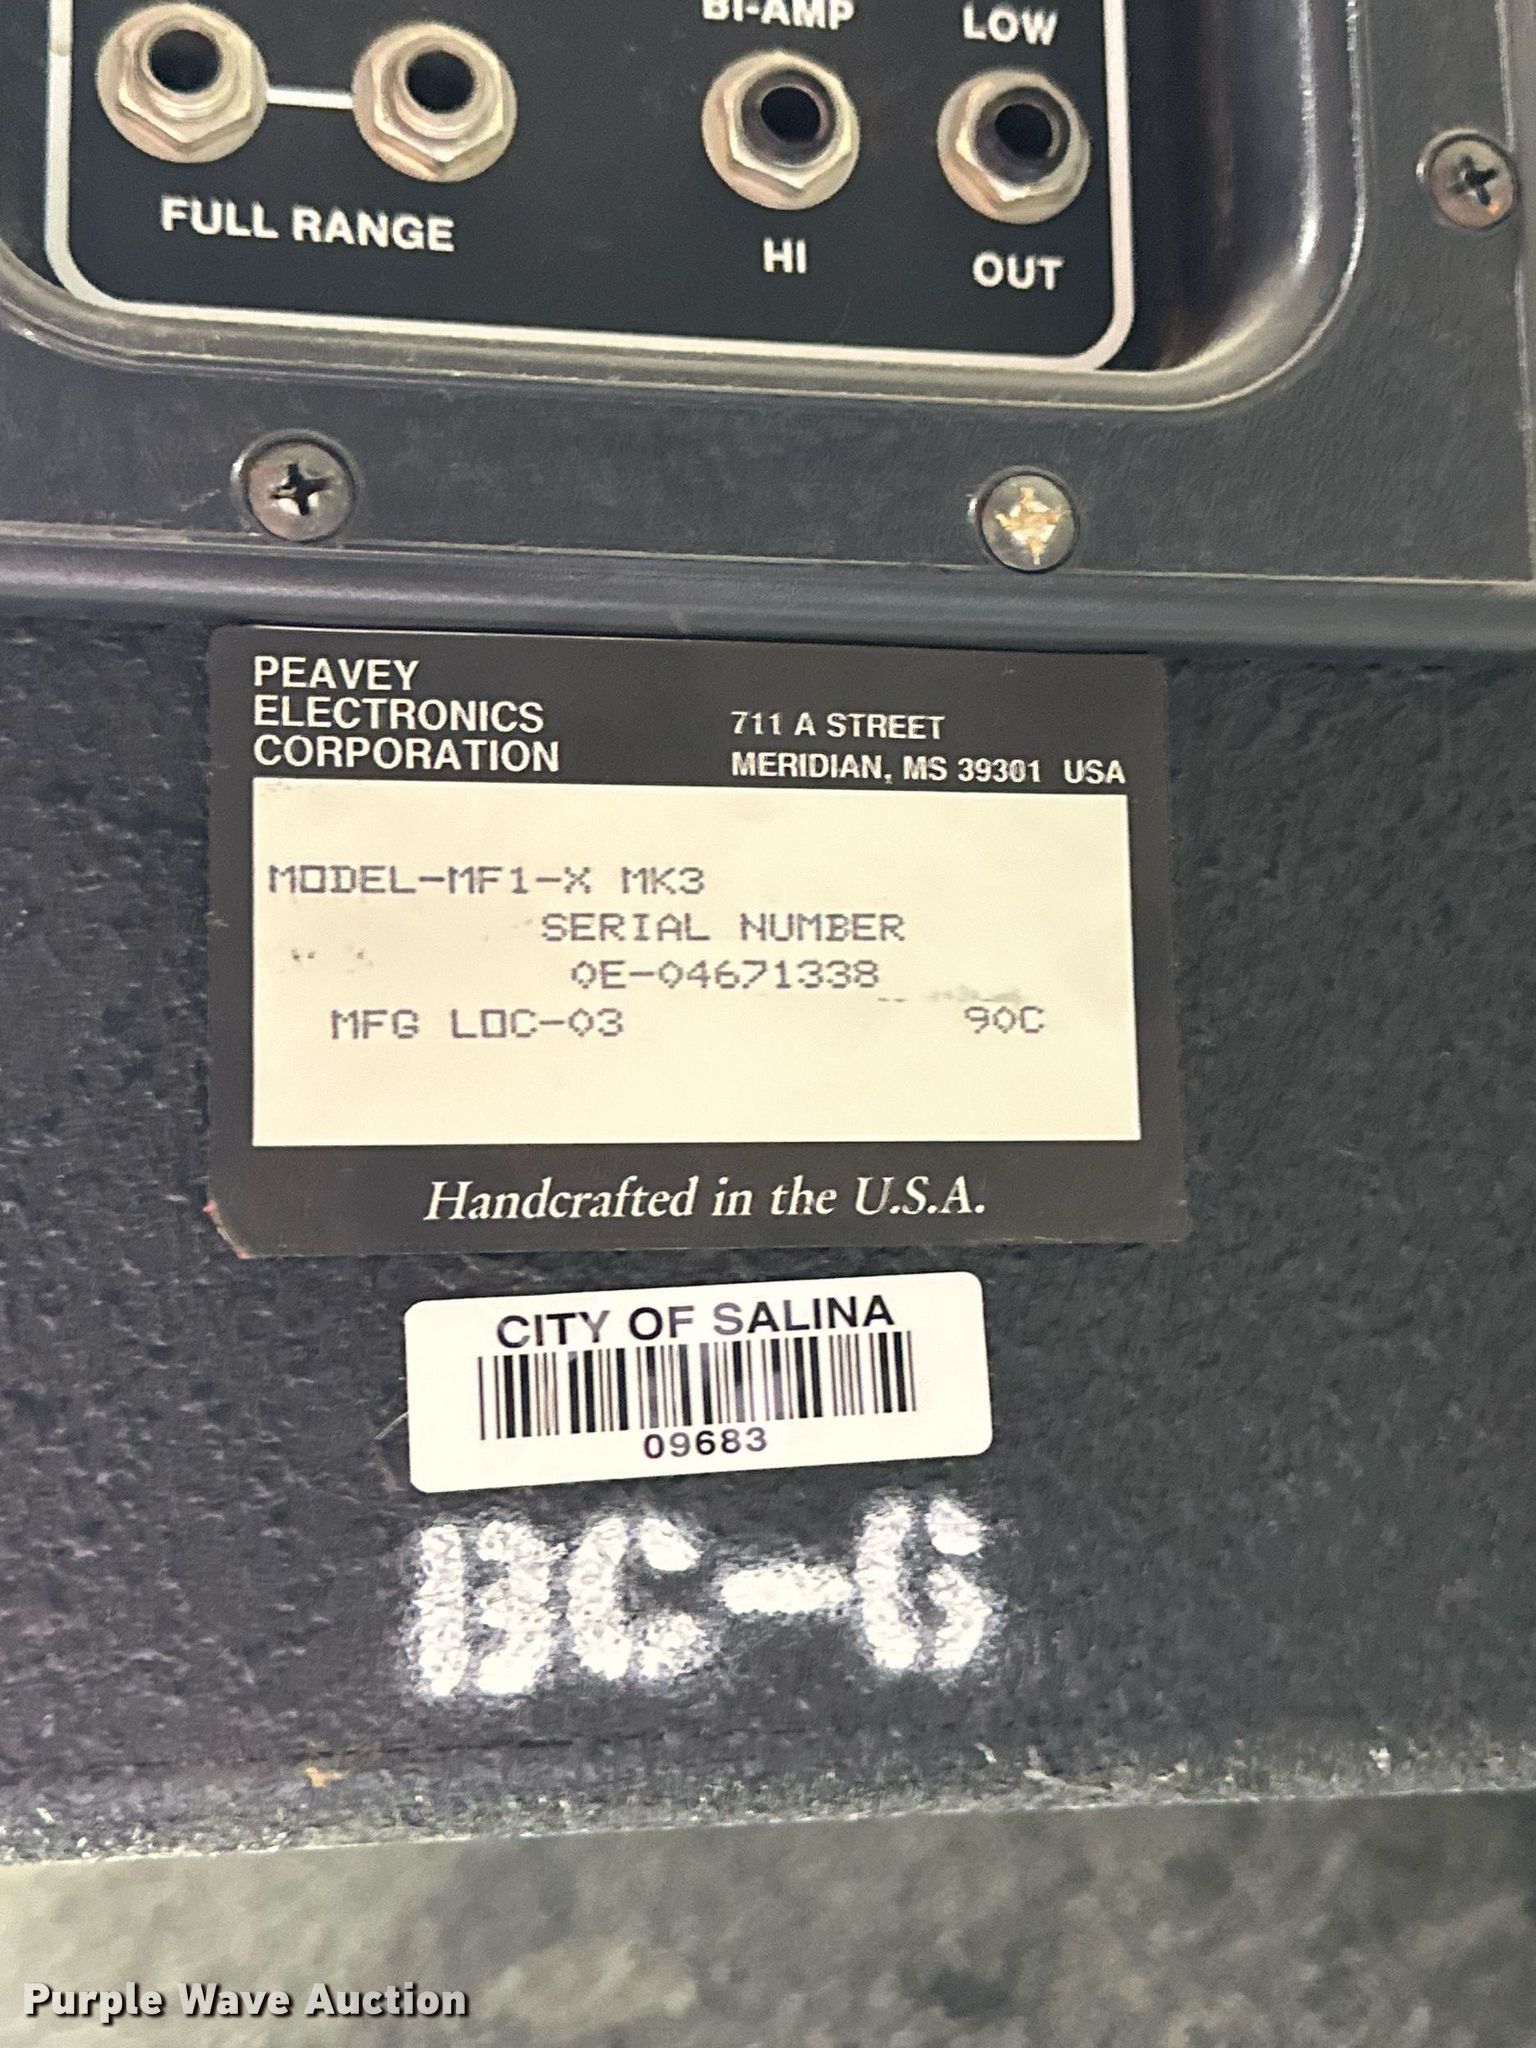 BI-AMP
LOW
FULL RANGE
HI
OUT
PEAVEY
ELECTRONICS
CORPORATION
711 A STREET
MERIDIAN, MS 39301 USA
MODEL-MF1-X MK3
SERIAL NUMBER
0E-04671338
MFG LOC-03 90C
Handcrafted in the U.S.A.
CITY OF SALINA
09683
BC-G
Purple Wave Auction